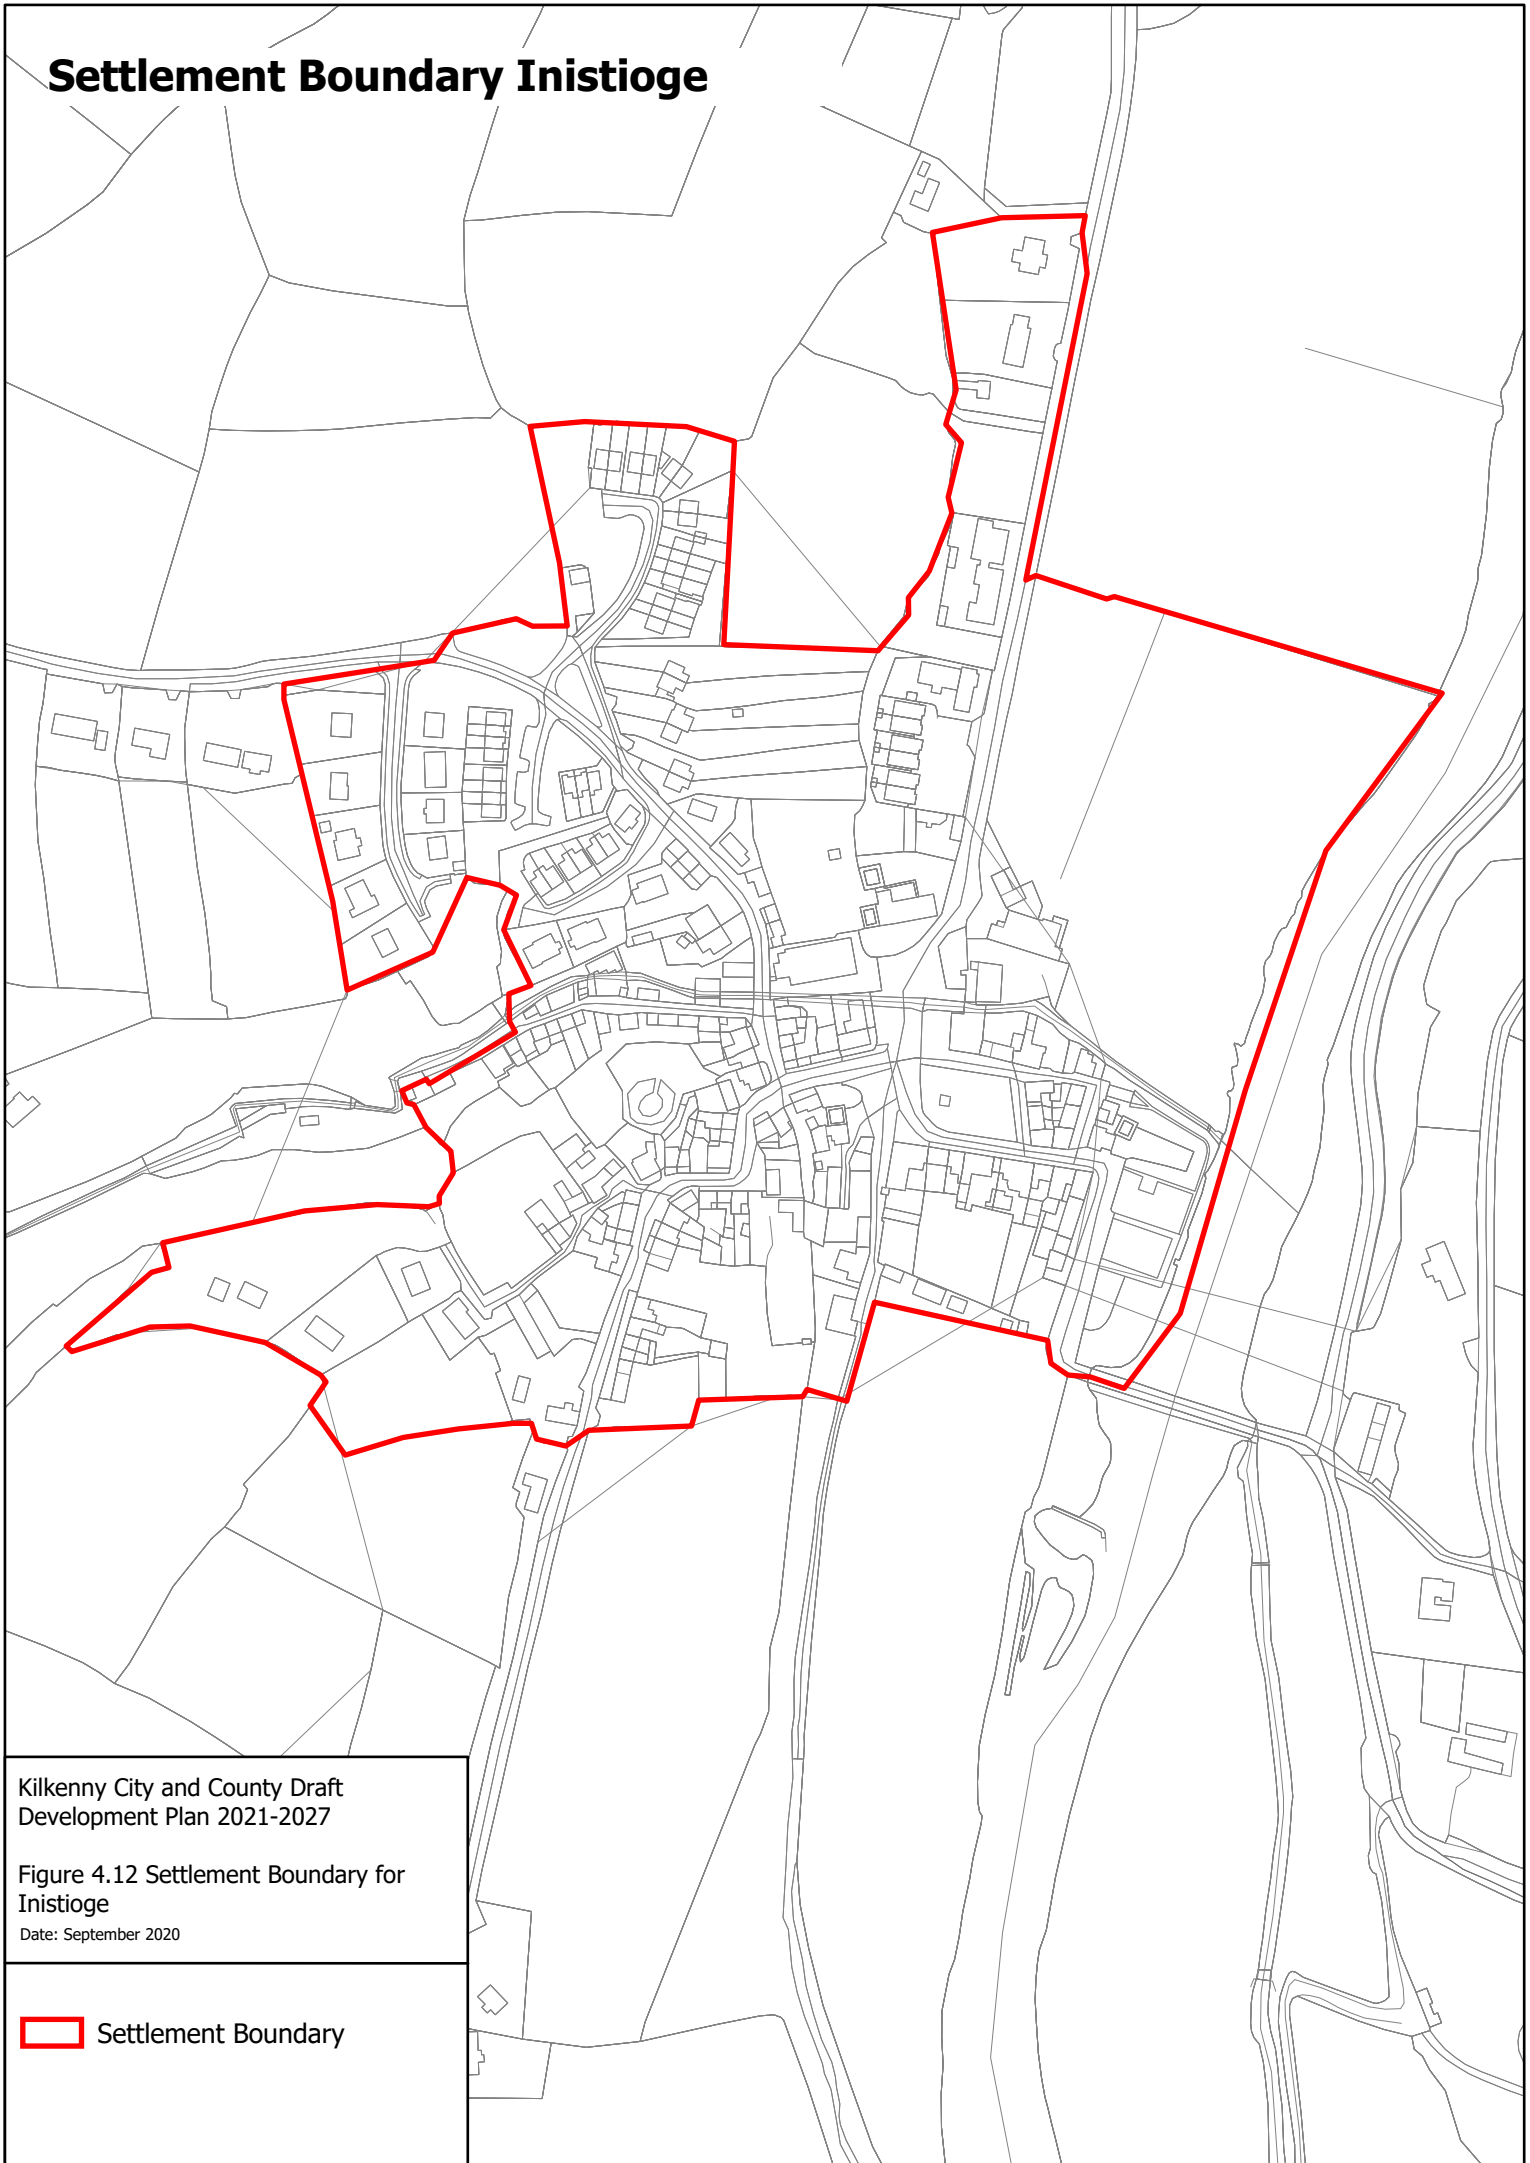 Settlement Boundary Inistioge
Kilkenny City and County Draft
Development Plan 2021-2027
Figure 4.12 Settlement Boundary for
Inistioge
Date: September 2020
Settlement Boundary